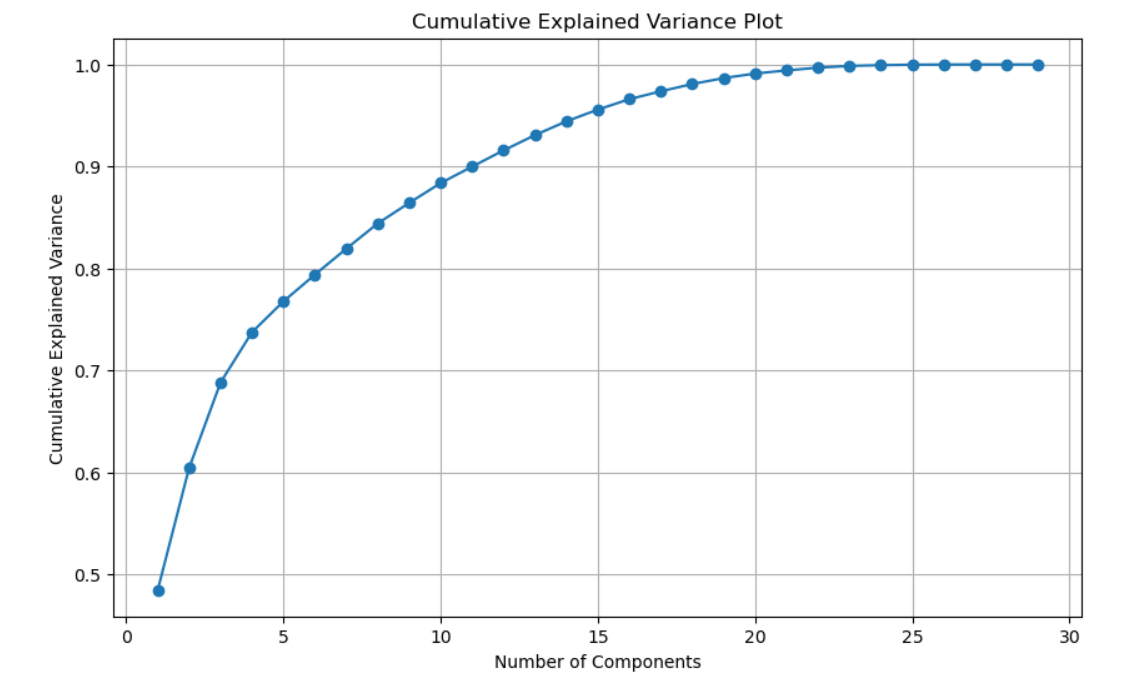 Cumulative Explained Variance Plot
Cumulative Explained Variance
1.0
0.9
0.8
0.7
0.6
0.5
0 5 10 15 20 25 30
Number of Components